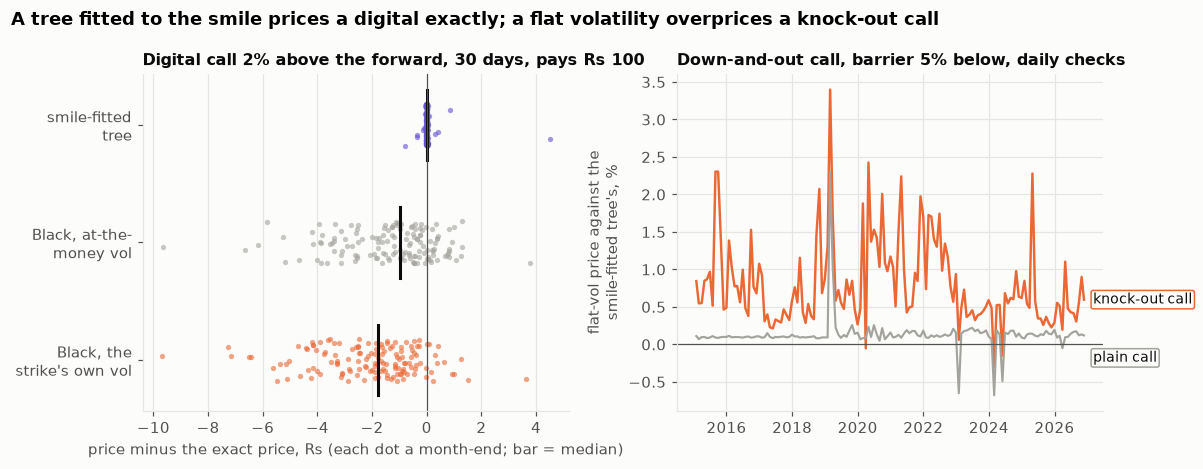 A tree fitted to the smile prices a digital exactly; a flat volatility overprices a knock-out call
Digital call 2% above the forward, 30 days, pays Rs 100
smile-fitted
tree
Black, at-the-
money vol
Black, the
strike's own vol
−10 −8 −6 −4 −2 0 2 4
price minus the exact price, Rs (each dot a month-end; bar = median)
Down-and-out call, barrier 5% below, daily checks
flat-vol price against the
smile-fitted tree's, %
3.5
3.0
2.5
2.0
1.5
1.0
0.5
0.0
−0.5
knock-out call
plain call
2016 2018 2020 2022 2024 2026